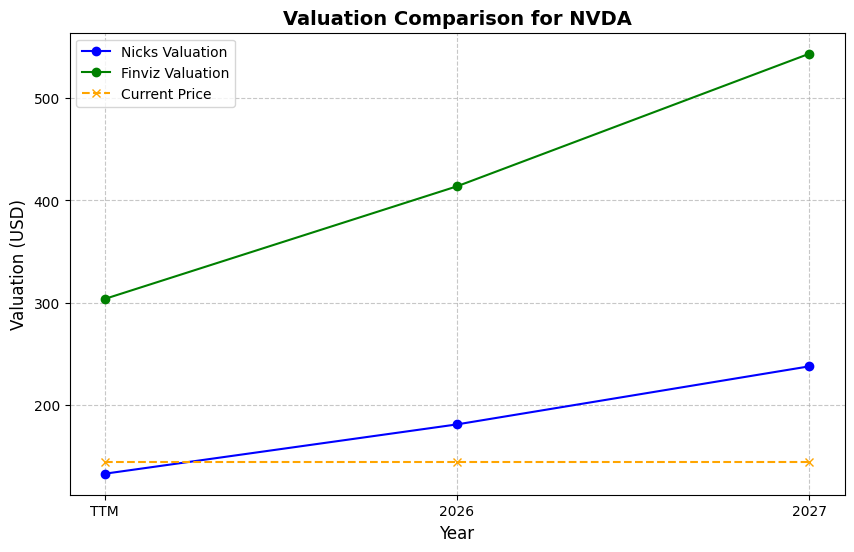 Valuation Comparison for NVDA
Nicks Valuation
Finviz Valuation
Current Price
500
400
300
200
Valuation (USD)
TTM
2026
2027
Year